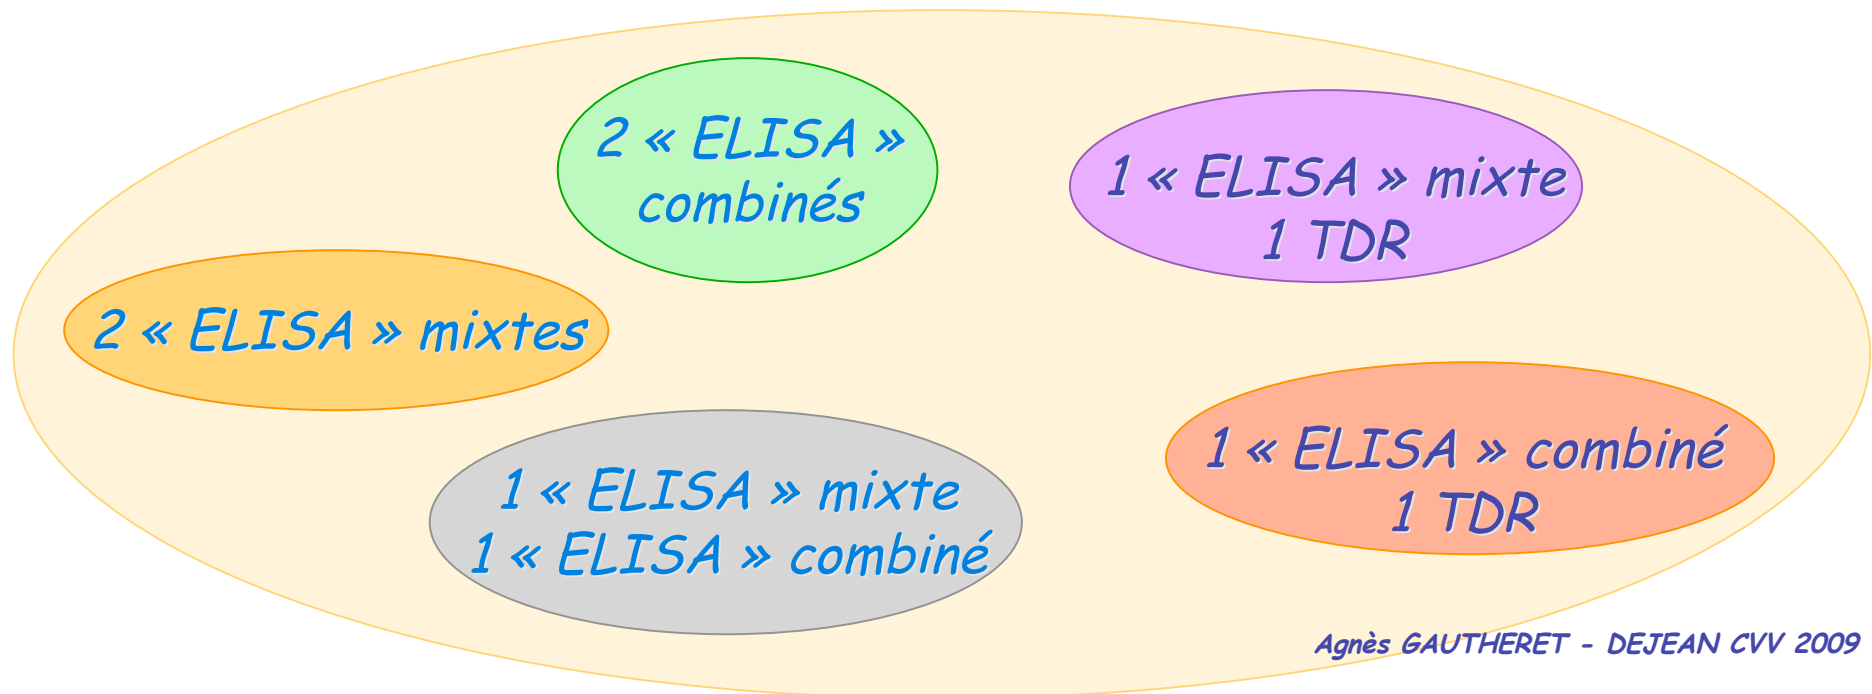 2 « ELISA »
combinés
1 « ELISA » mixte
1 TDR
2 « ELISA » mixtes
1 « ELISA » combiné
1 TDR
1 « ELISA » mixte
1 « ELISA » combiné
Agnès GAUTHERET - DEJEAN CVV 2009